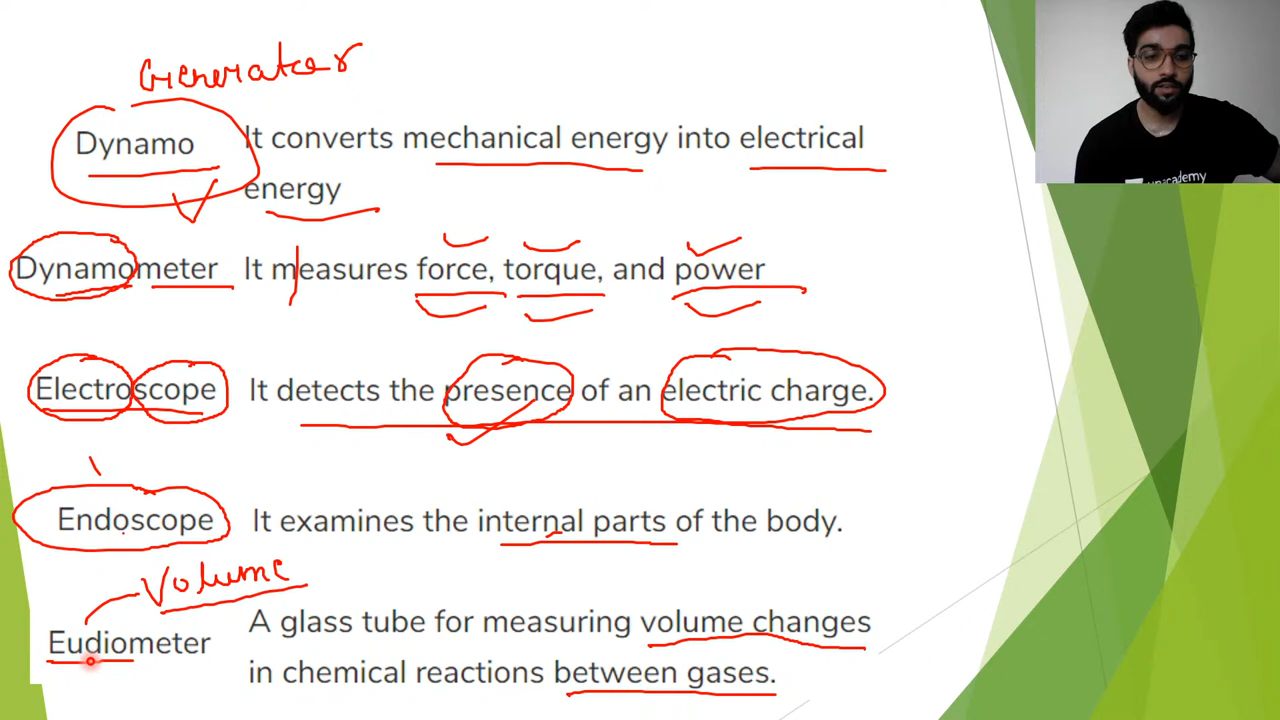 Generator
Dynamo It converts mechanical energy into electrical
energy
Dynamometer It measures force, torque, and power
Electroscope It detects the presence of an electric charge.
Endoscope It examines the internal parts of the body.
Volume
Eudiometer A glass tube for measuring volume changes
in chemical reactions between gases.